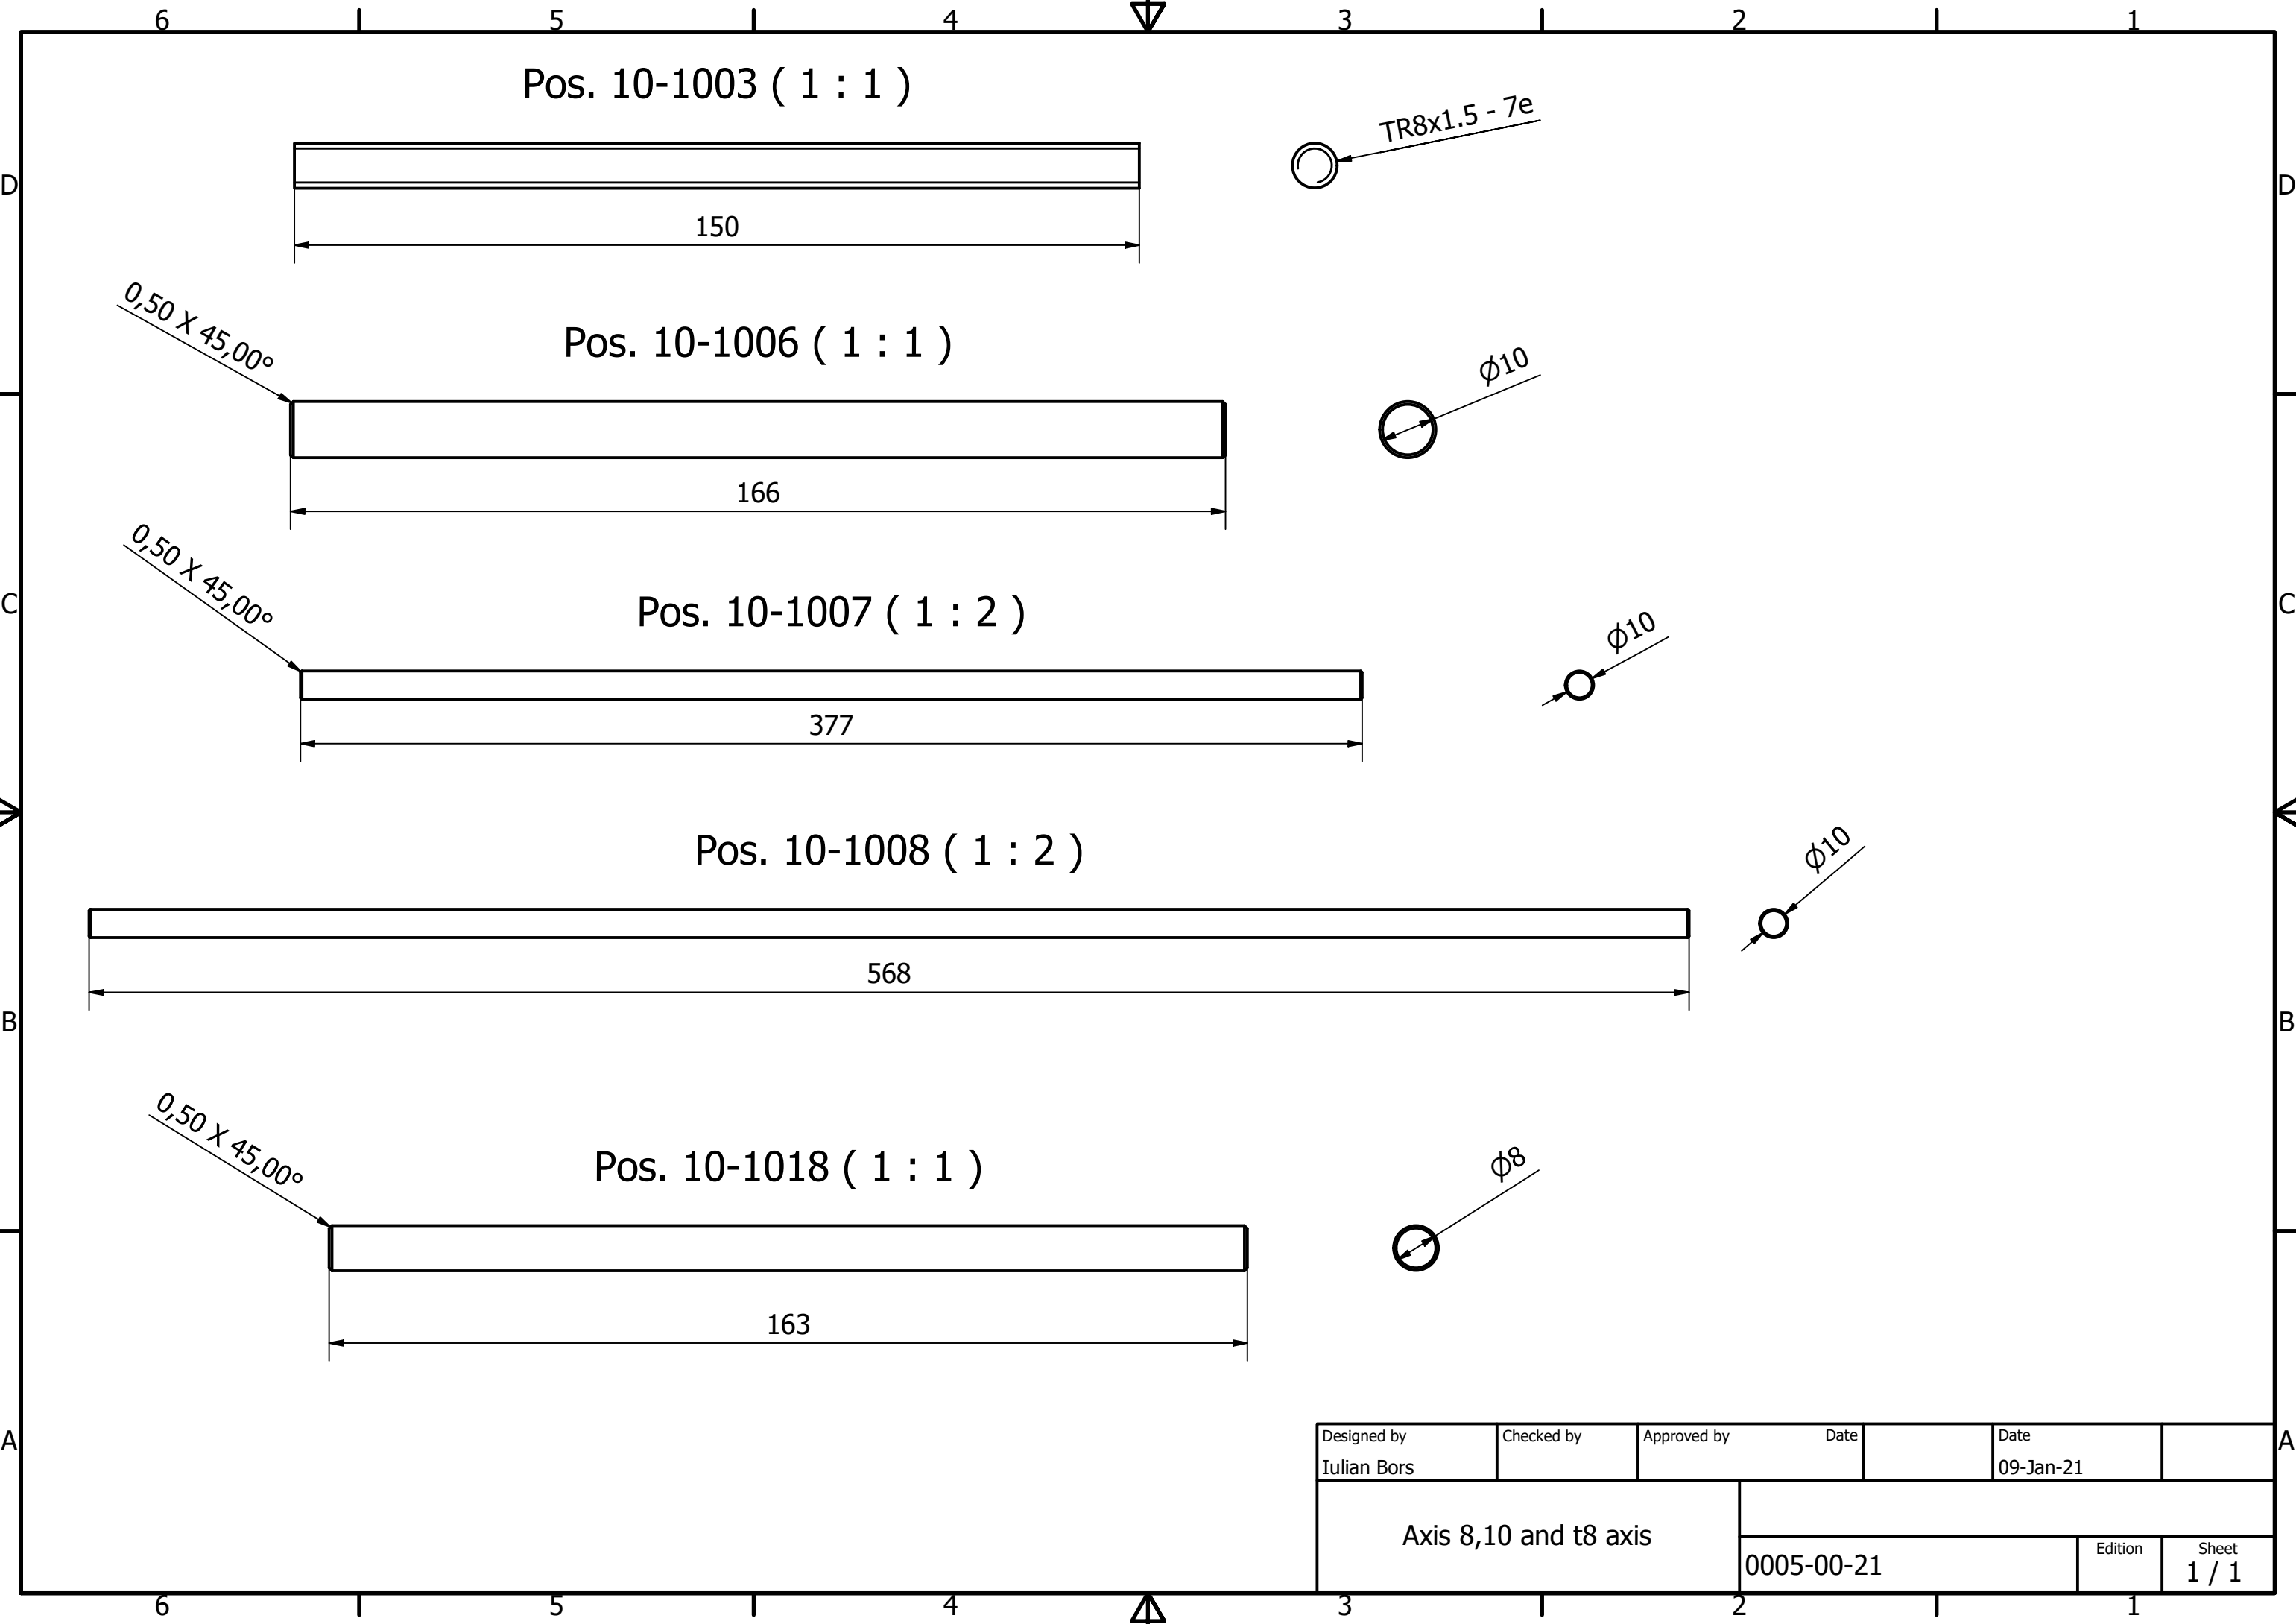 6 5 4 3 2 1
Pos. 10-1003 ( 1 : 1 )
TR8x1.5 - 7e
D D
150
0,50 X 45,00°
Pos. 10-1006 ( 1 : 1 )
⌀10
166
0,50 X 45,00°
C C
Pos. 10-1007 ( 1 : 2 )
⌀10
377
Pos. 10-1008 ( 1 : 2 )
⌀10
568
B B
0,50 X 45,00°
Pos. 10-1018 ( 1 : 1 )
⌀8
163
A A
Designed by Checked by Approved by Date Date
Iulian Bors 09-Jan-21
Axis 8,10 and t8 axis
0005-00-21
Edition Sheet
1 / 1
6 5 4 3 2 1